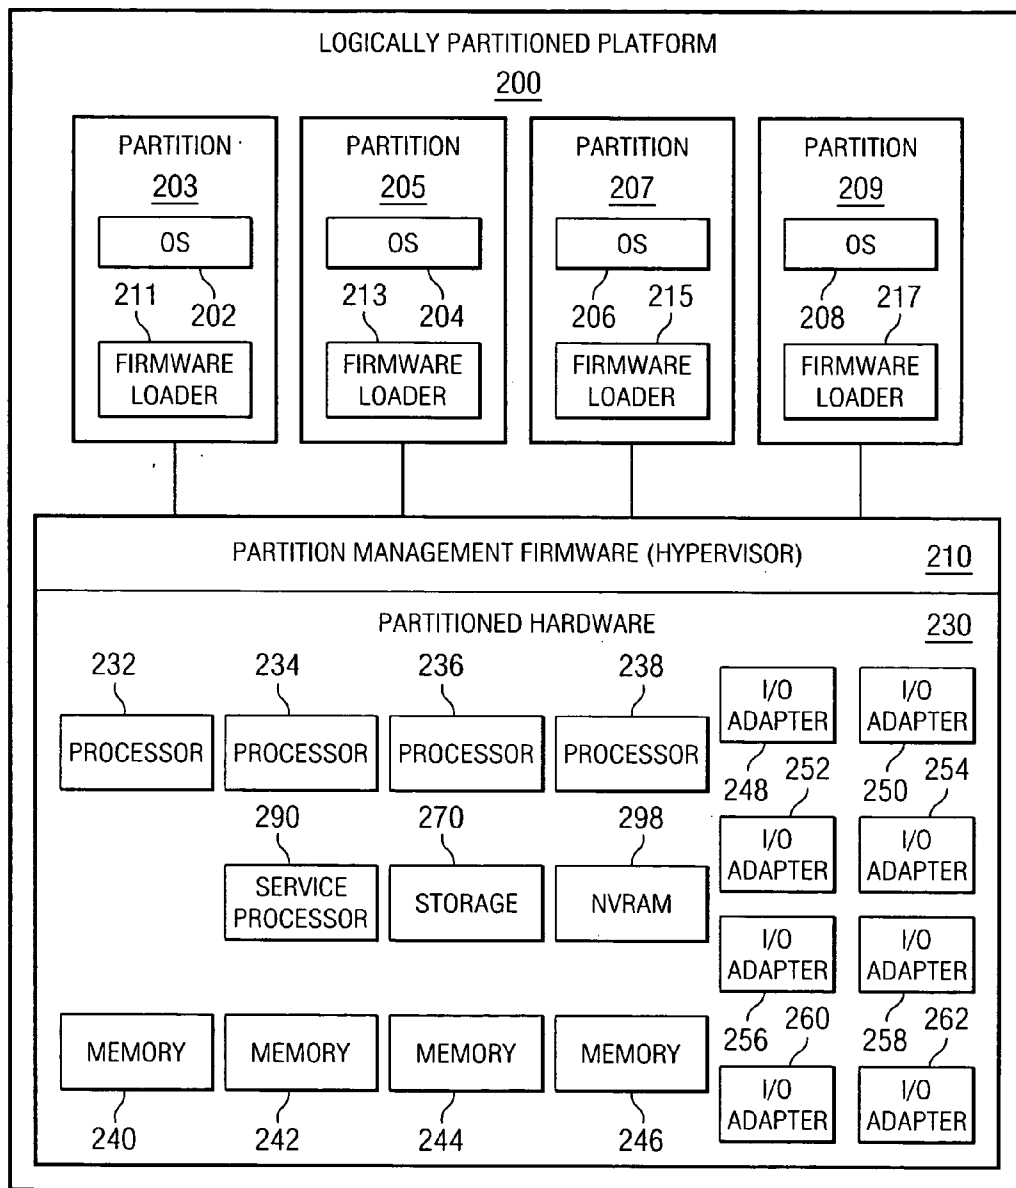 LOGICALLY PARTITIONED PLATFORM
200
PARTITION
203
OS
211
202
FIRMWARE
LOADER
PARTITION
205
OS
213
204
FIRMWARE
LOADER
PARTITION
207
OS
206
215
FIRMWARE
LOADER
PARTITION
209
OS
208
217
FIRMWARE
LOADER
PARTITION MANAGEMENT FIRMWARE (HYPERVISOR)
210
PARTITIONED HARDWARE
230
232
234
236
238
PROCESSOR
PROCESSOR
PROCESSOR
PROCESSOR
290
270
298
SERVICE
PROCESSOR
STORAGE
NVRAM
MEMORY
MEMORY
MEMORY
MEMORY
240
242
244
246
I/O
ADAPTER
I/O
ADAPTER
248
252
250
254
I/O
ADAPTER
I/O
ADAPTER
I/O
ADAPTER
I/O
ADAPTER
256
260
258
262
I/O
ADAPTER
I/O
ADAPTER